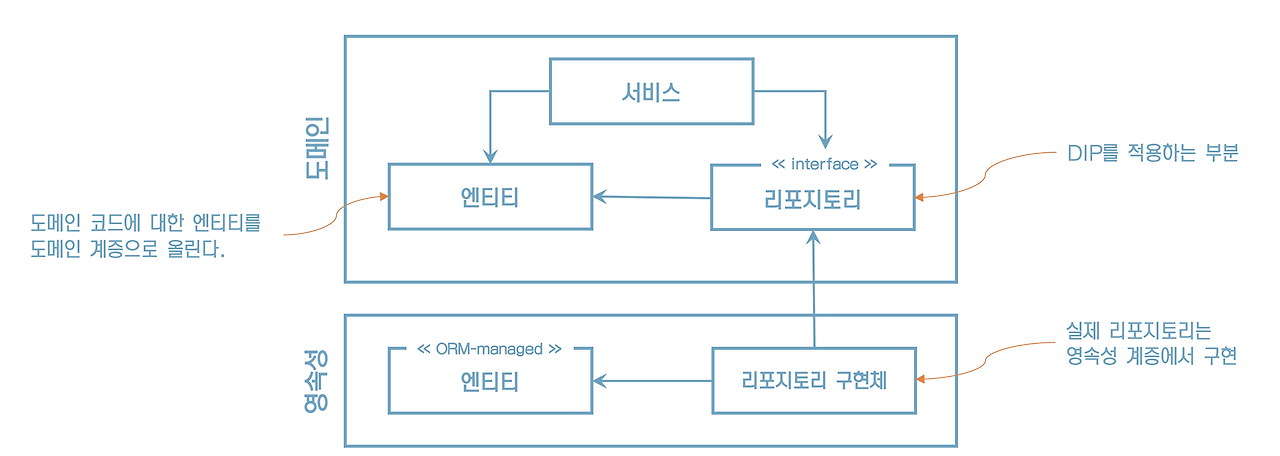 도메인
서비스
엔티티
<< interface >>
리포지토리
DIP를 적용하는 부분
도메인 코드에 대한 엔티티를
도메인 계층으로 올린다.
영속성
<< ORM-managed >>
엔티티
리포지토리 구현체
실제 리포지토리는
영속성 계층에서 구현